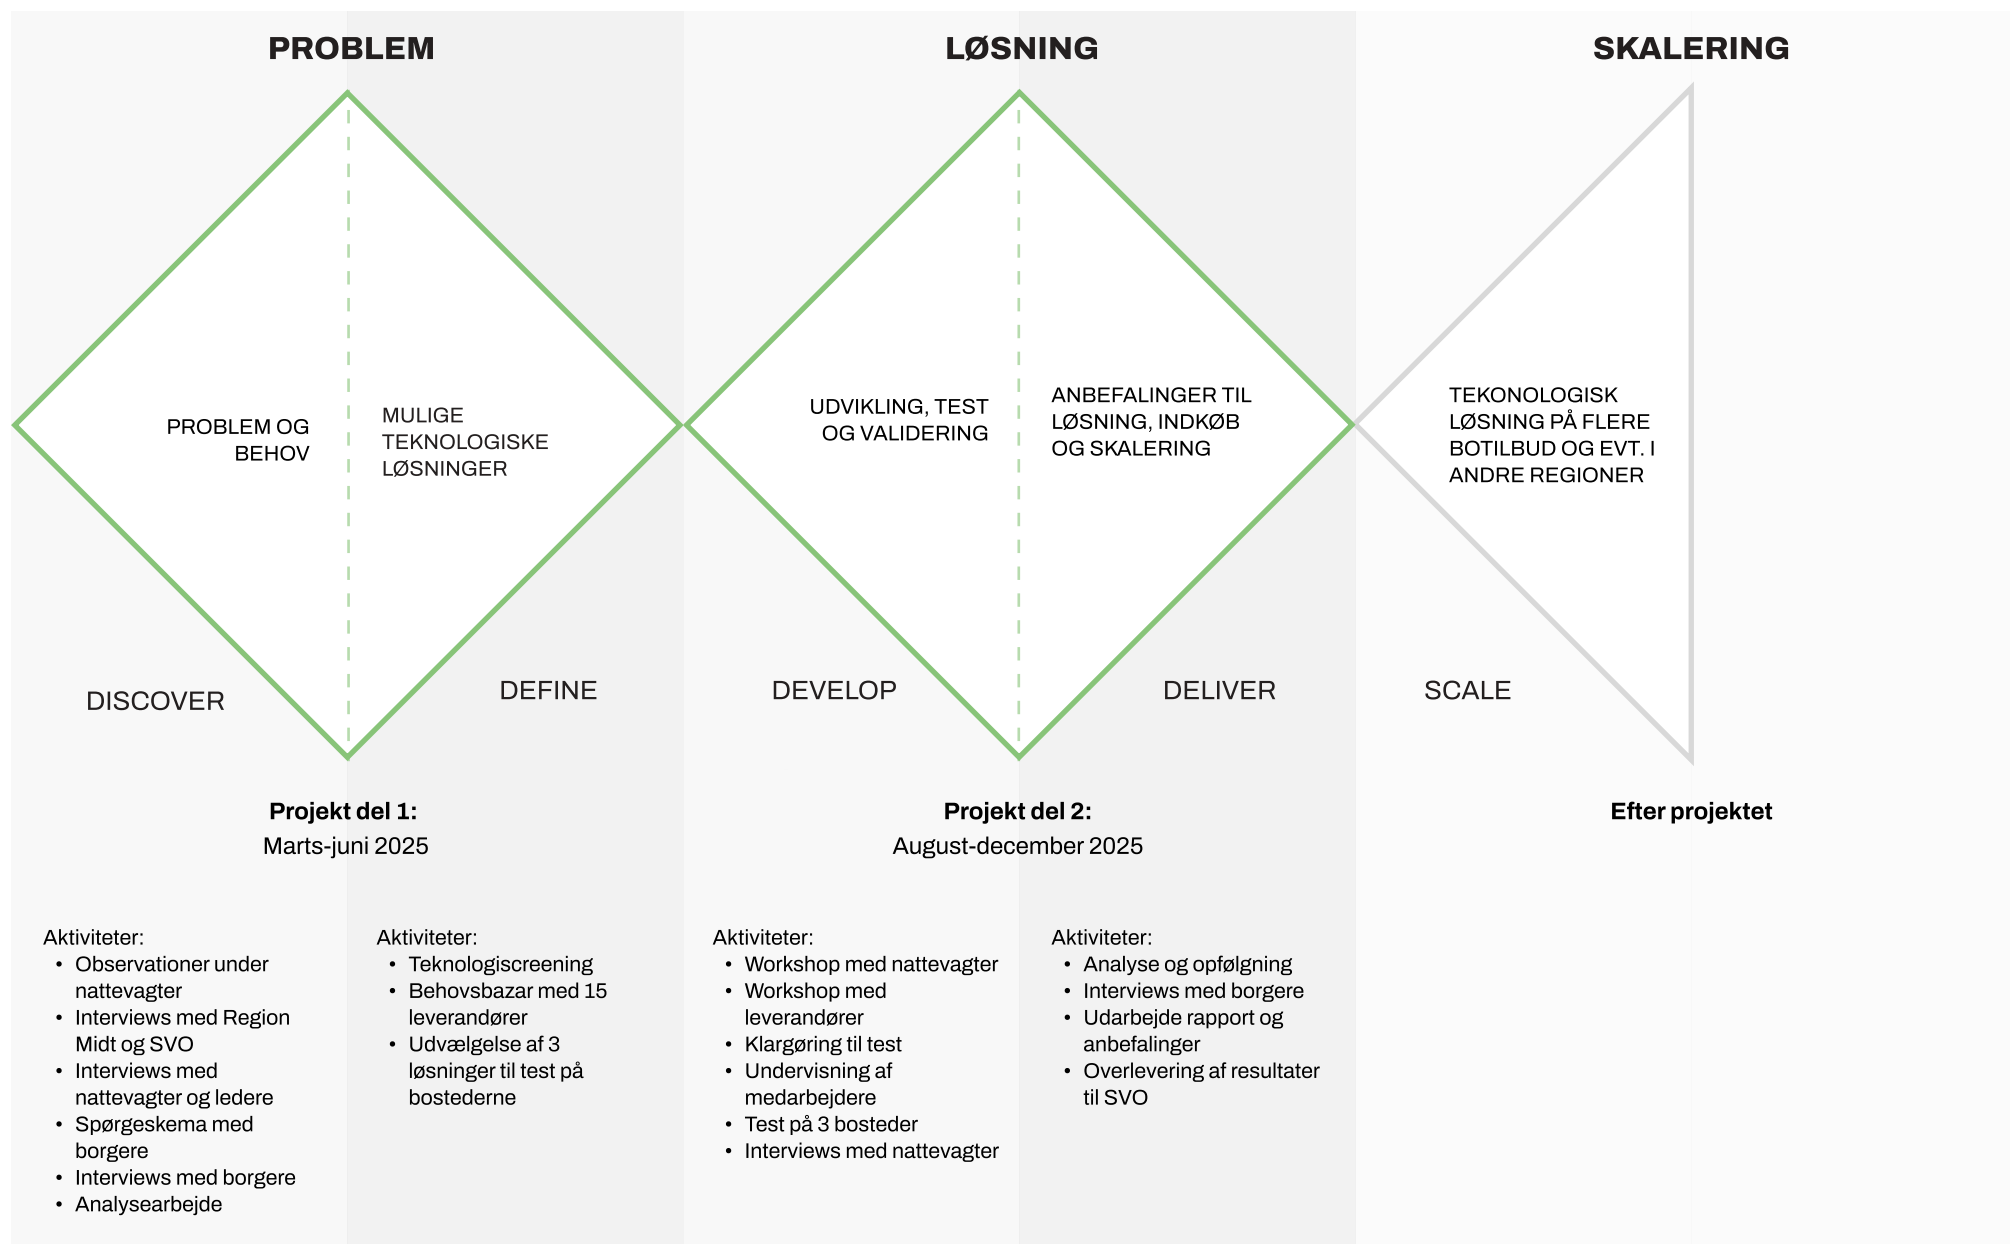 PROBLEM
LØSNING
SKALERING
PROBLEM OG
BEHOV
MULIGE
TEKNOLOGISKE
LØSNINGER
UDVIKLING, TEST
OG VALIDERING
ANBEFALINGER TIL
LØSNING, INDKØB
OG SKALERING
TEKONOLOGISK
LØSNING PÅ FLERE
BOTILBUD OG EVT. I
ANDRE REGIONER
DISCOVER
DEFINE
DEVELOP
DELIVER
SCALE
Projekt del 1:
Marts-juni 2025
Projekt del 2:
August-december 2025
Efter projektet
Aktiviteter:
• Observationer under
nattevagter
• Interviews med Region
Midt og SVO
• Interviews med
nattevagter og ledere
• Spørgeskema med
borgere
• Interviews med borgere
• Analysearbejde
Aktiviteter:
• Teknologiscreening
• Behovsbazar med 15
leverandører
• Udvælgelse af 3
løsninger til test på
bostederne
Aktiviteter:
• Workshop med nattevagter
• Workshop med
leverandører
• Klargøring til test
• Undervisning af
medarbejdere
• Test på 3 bosteder
• Interviews med nattevagter
Aktiviteter:
• Analyse og opfølgning
• Interviews med borgere
• Udarbejde rapport og
anbefalinger
• Overlevering af resultater
til SVO